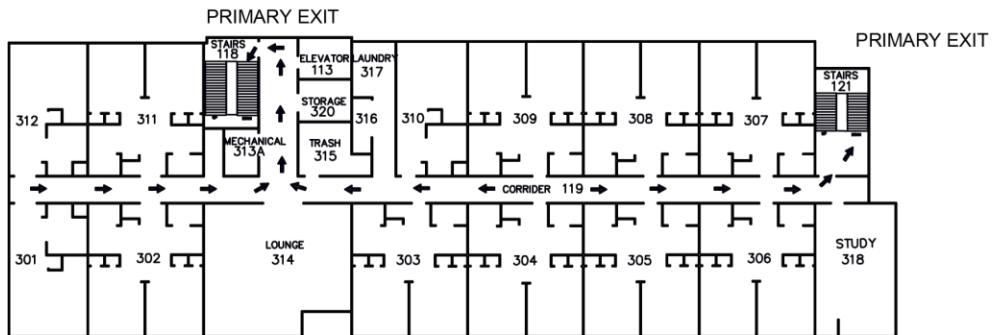 PRIMARY EXIT
PRIMARY EXIT
STAIRS
118
ELEVATOR
113
LAUNDRY
317
STAIRS
121
312
311
STORAGE
320
316
310
309
308
307
MECHANICAL
313A
TRASH
315
CORRIDER 119
301
302
LOUNGE
314
303
304
305
306
STUDY
318